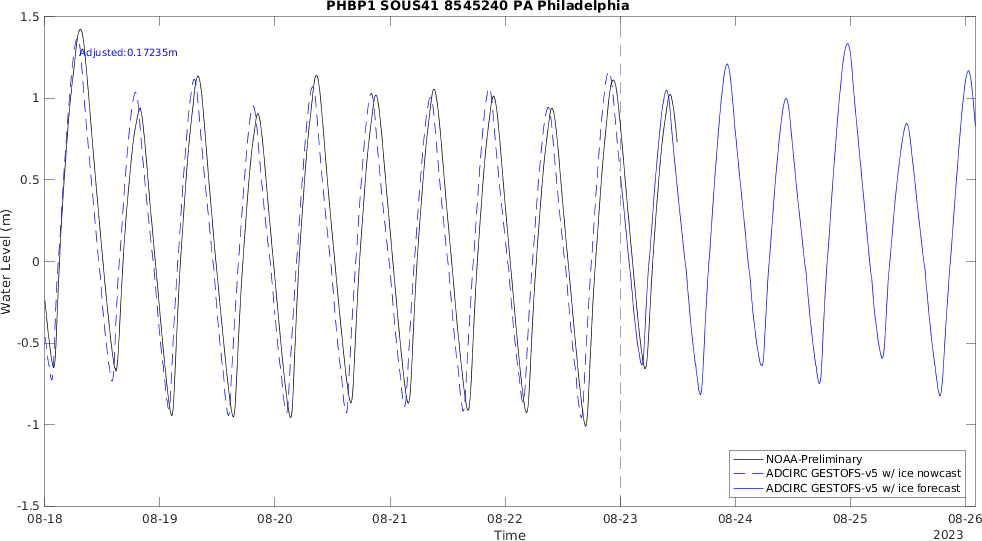 PHBP1 SOUS41 8545240 PA Philadelphia
Adjusted:0.17235m
1.5
1
0.5
0
-0.5
-1
-1.5
Water Level (m)
NOAA-Preliminary
ADCIRC GESTOFS-v5 w/ ice nowcast
ADCIRC GESTOFS-v5 w/ ice forecast
08-18 08-19 08-20 08-21 08-22 08-23 08-24 08-25 08-26
Time
2023